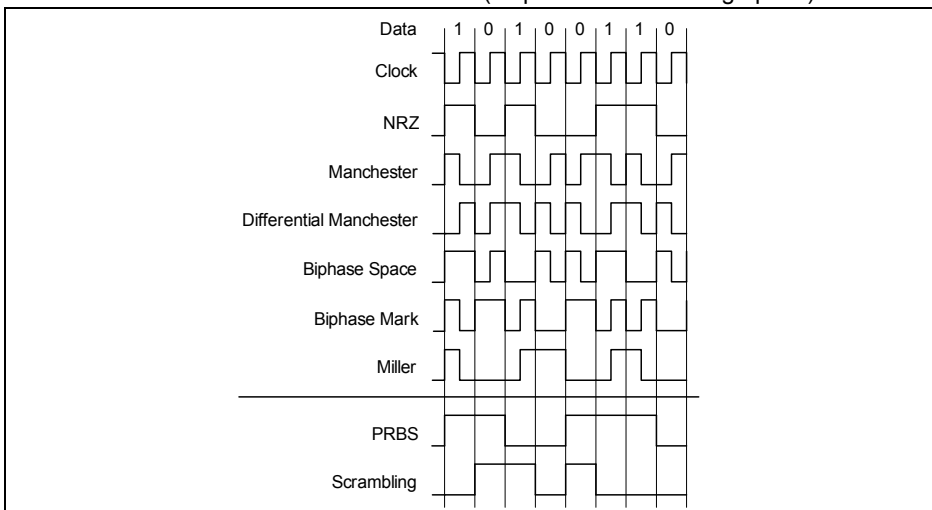 Data 1 0 1 0 0 1 1 0
Clock
NRZ
Manchester
Differential Manchester
Biphase Space
Biphase Mark
Miller
PRBS
Scrambling